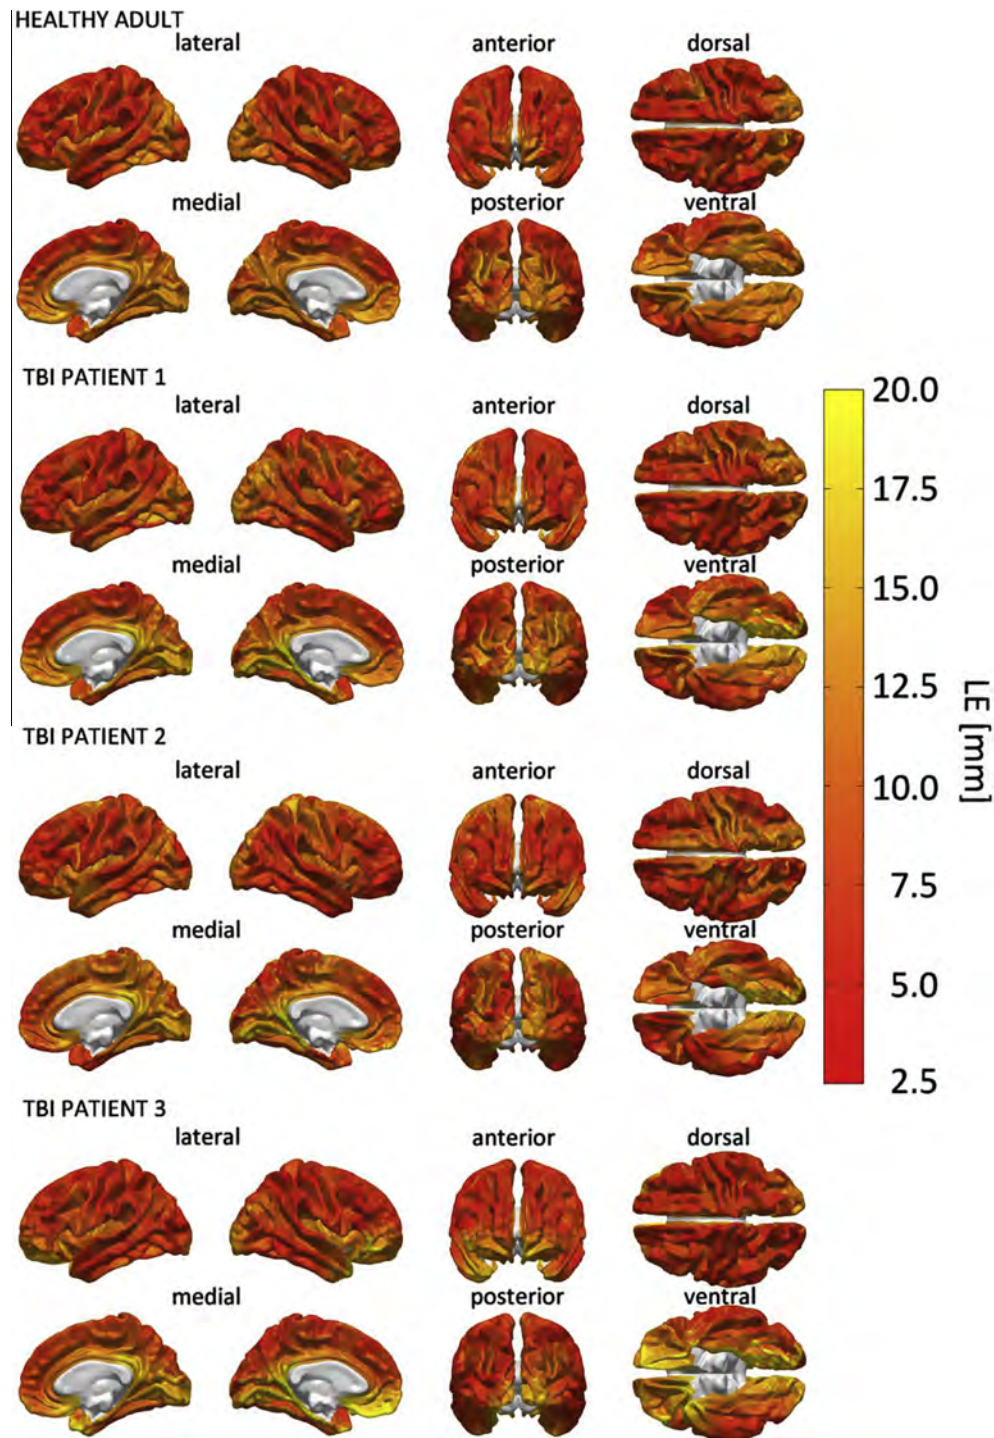 HEALTHY ADULT
lateral anterior dorsal
medial posterior ventral
TBI PATIENT 1
lateral anterior dorsal
medial posterior ventral
TBI PATIENT 2
lateral anterior dorsal
medial posterior ventral
TBI PATIENT 3
lateral anterior dorsal
medial posterior ventral
20.0
17.5
15.0
12.5
10.0
7.5
5.0
2.5
LE [mm]